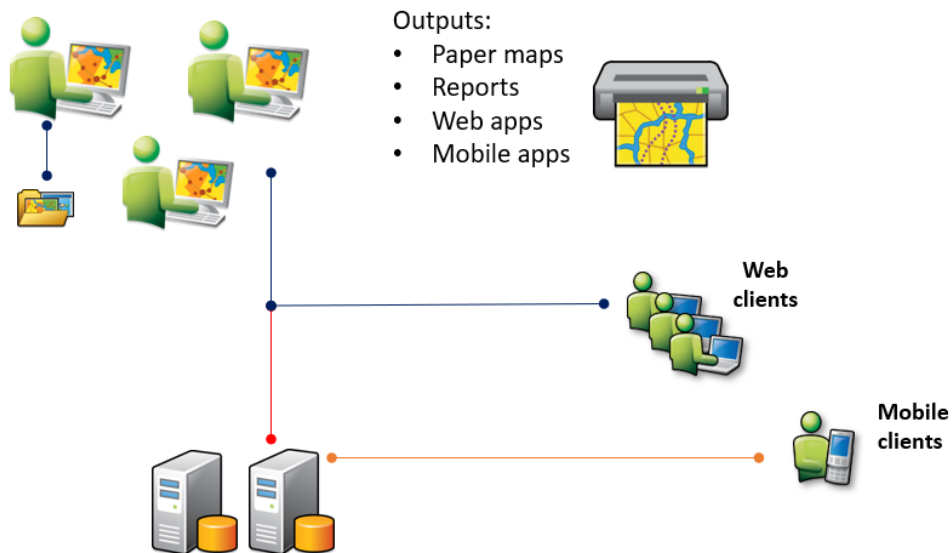 Outputs:
• Paper maps
• Reports
• Web apps
• Mobile apps
Web
clients
Mobile
clients